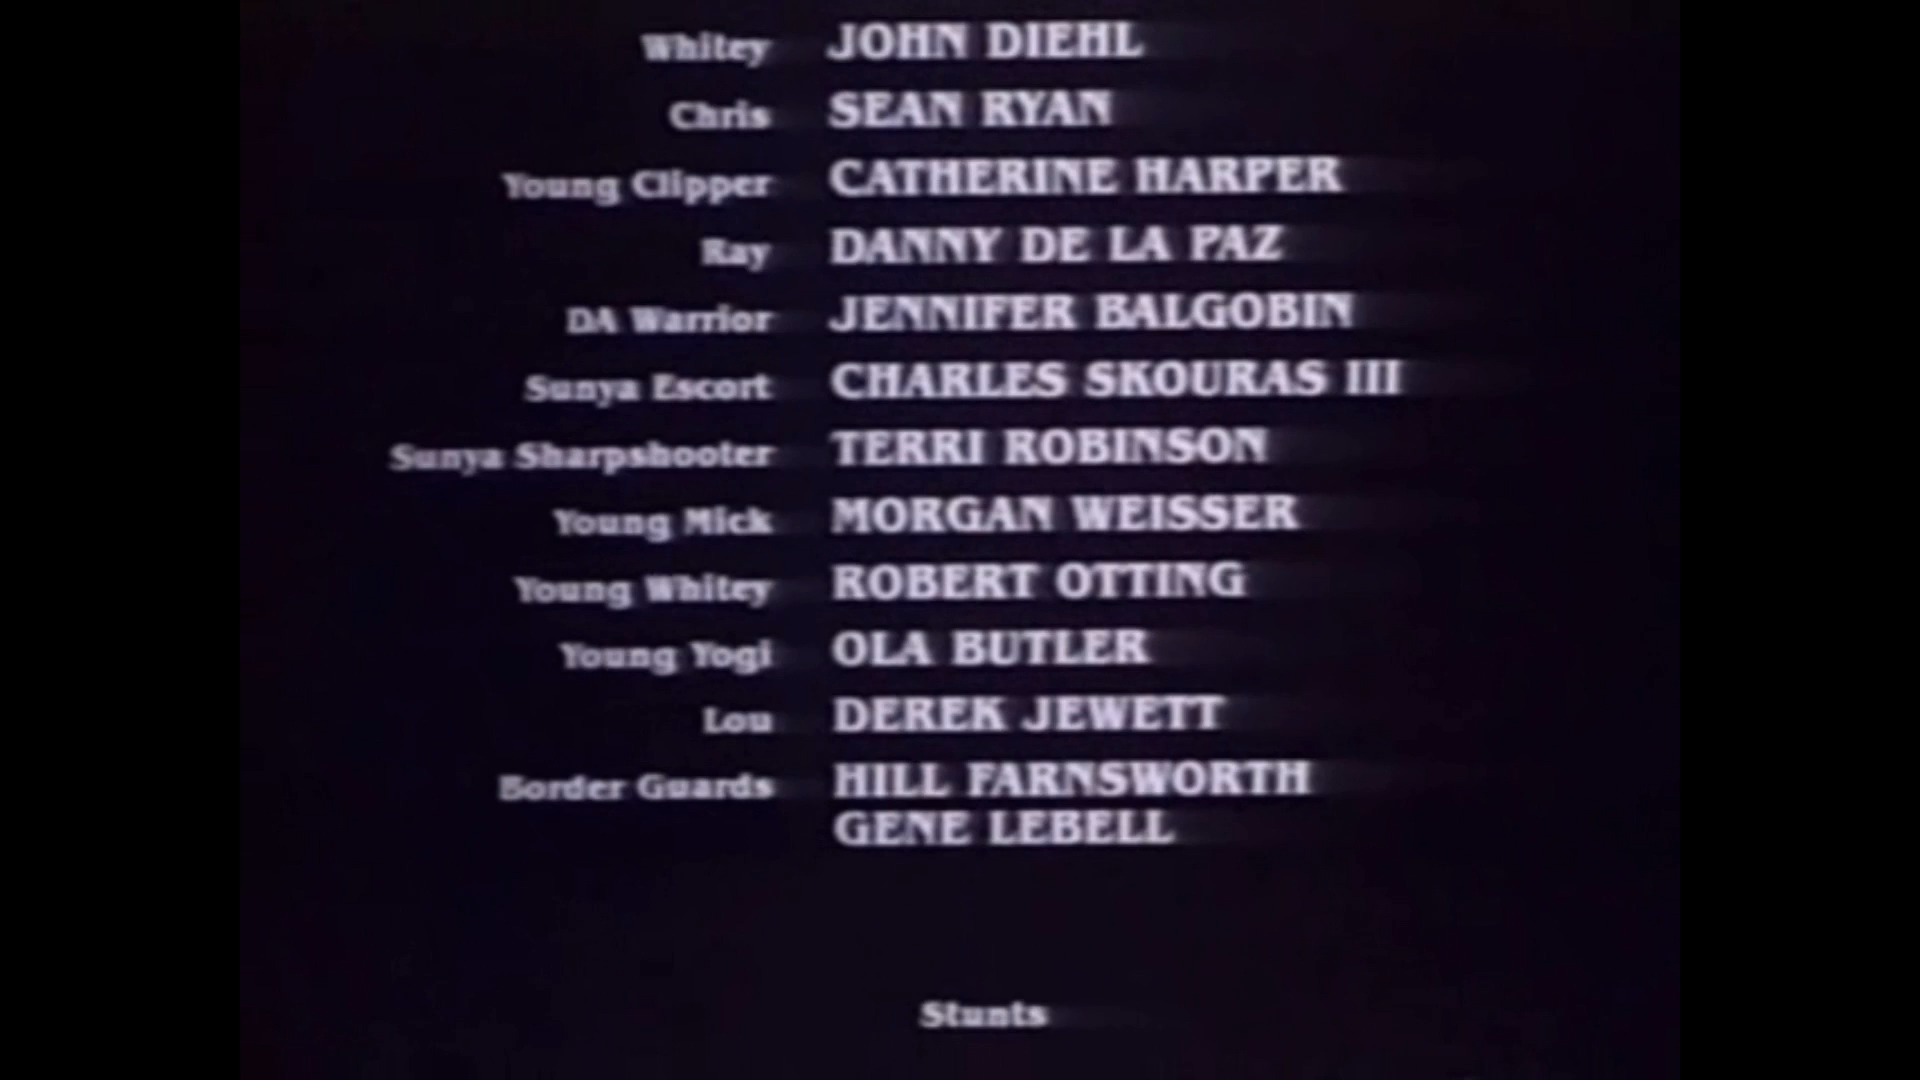 Whitey JOHN DIEHL
Chris SEAN RYAN
Young Clipper CATHERINE HARPER
Ray DANNY DE LA PAZ
DA Warrior JENNIFER BALGOBIN
Sunya Escort CHARLES SKOURAS III
Sunya Sharpshooter TERRI ROBINSON
Young Mick MORGAN WEISSER
Young Whitey ROBERT OTTING
Young Yogi OLA BUTLER
Lou DEREK JEWETT
Border Guards HILL FARNSWORTH
GENE LEBELL
Stunts